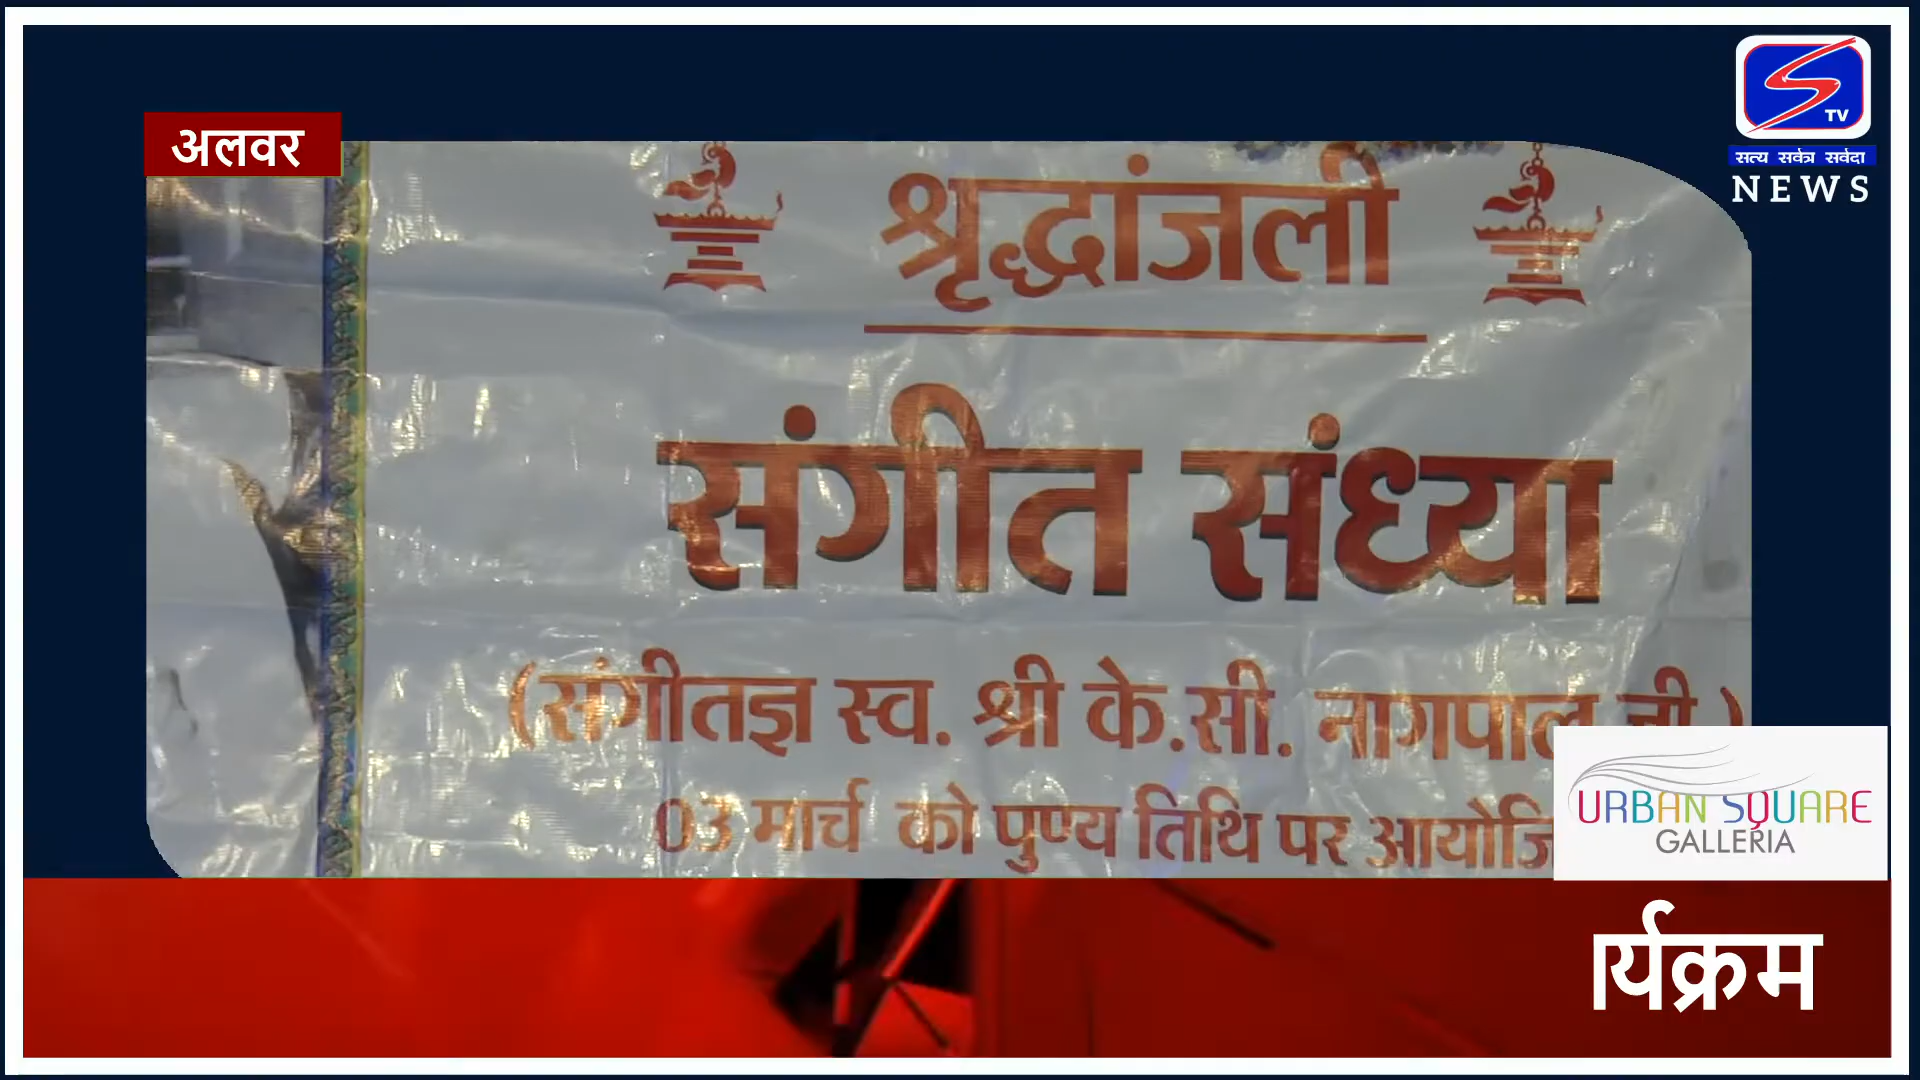 अलवर
S
TV
सत्य सर्वत्र सर्वदा
NEWS
श्रृद्धांजली
संगीत संध्या
(संगीतज्ञ स्व. श्री के.सी. नागपाल जी)
03 मार्च को पुण्य तिथि पर आयोजि
URBAN SQUARE
GALLERIA
र्यक्रम